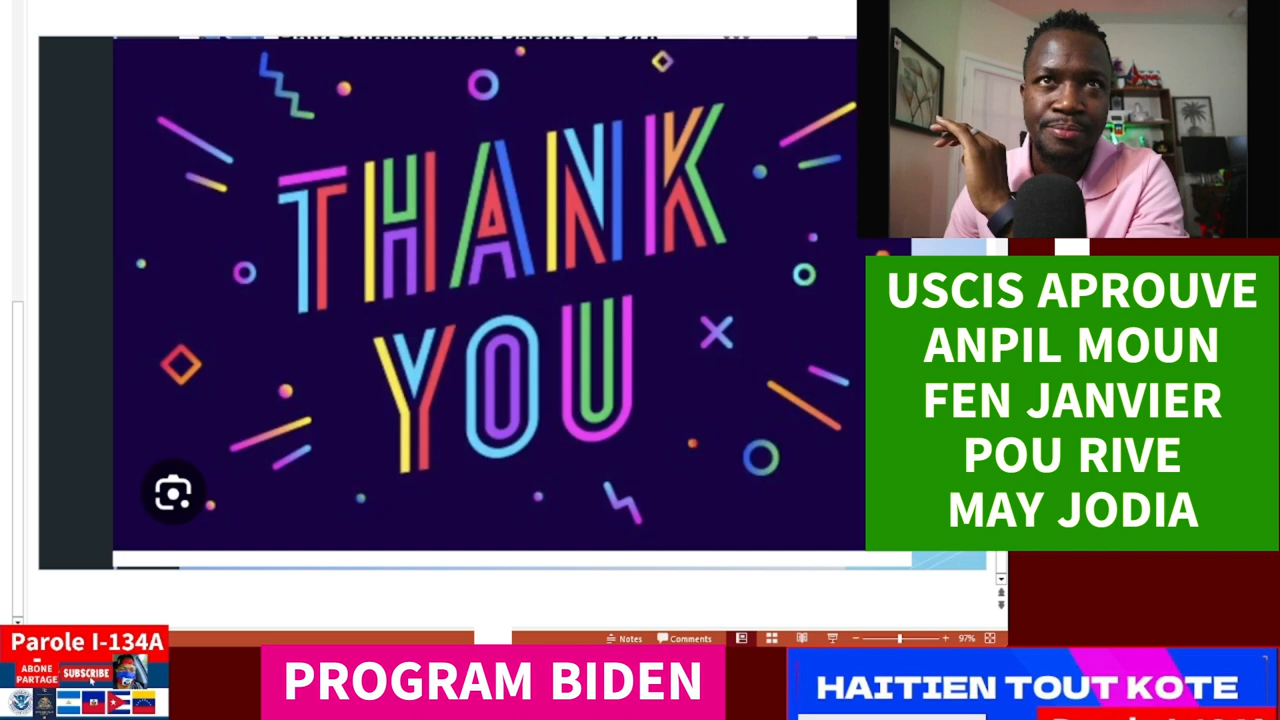 THANK
YOU
USCIS APROUVE
ANPIL MOUN
FEN JANVIER
POU RIVE
MAY JODIA
Notes
Comments
97%
Parole I-134A
ABÒNE
PARTAGE
SUBSCRIBE
PROGRAM BIDEN
HAITIEN TOUT KOTE